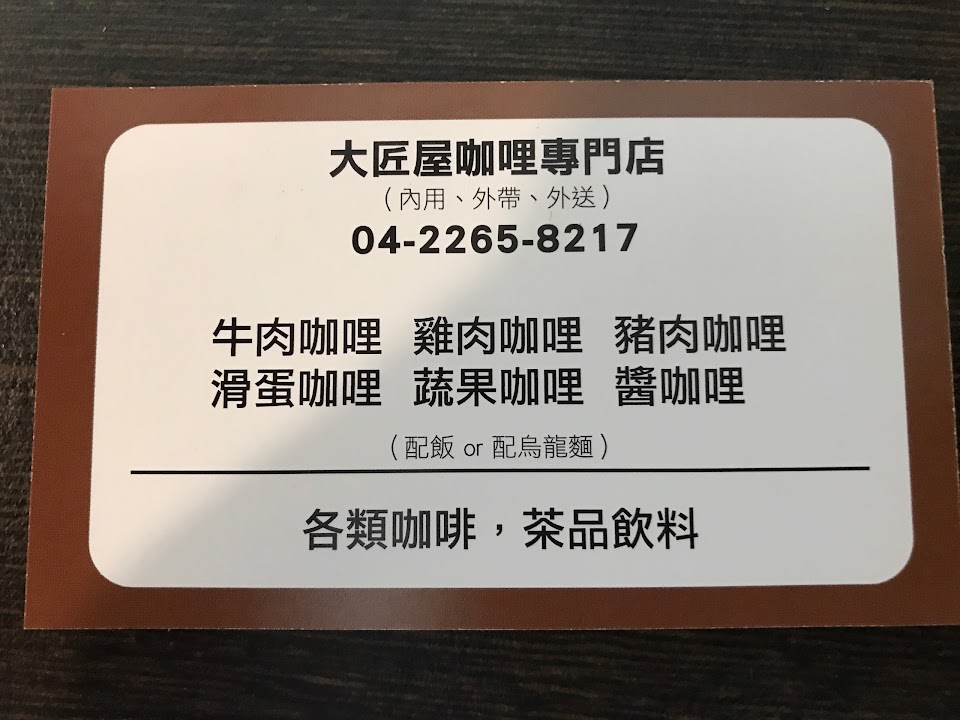 大匠屋咖哩專門店
（內用、外帶、外送）
04-2265-8217
牛肉咖哩 雞肉咖哩 豬肉咖哩
滑蛋咖哩 蔬果咖哩 醬咖哩
（配飯 or 配烏龍麵）
各類咖啡，茶品飲料